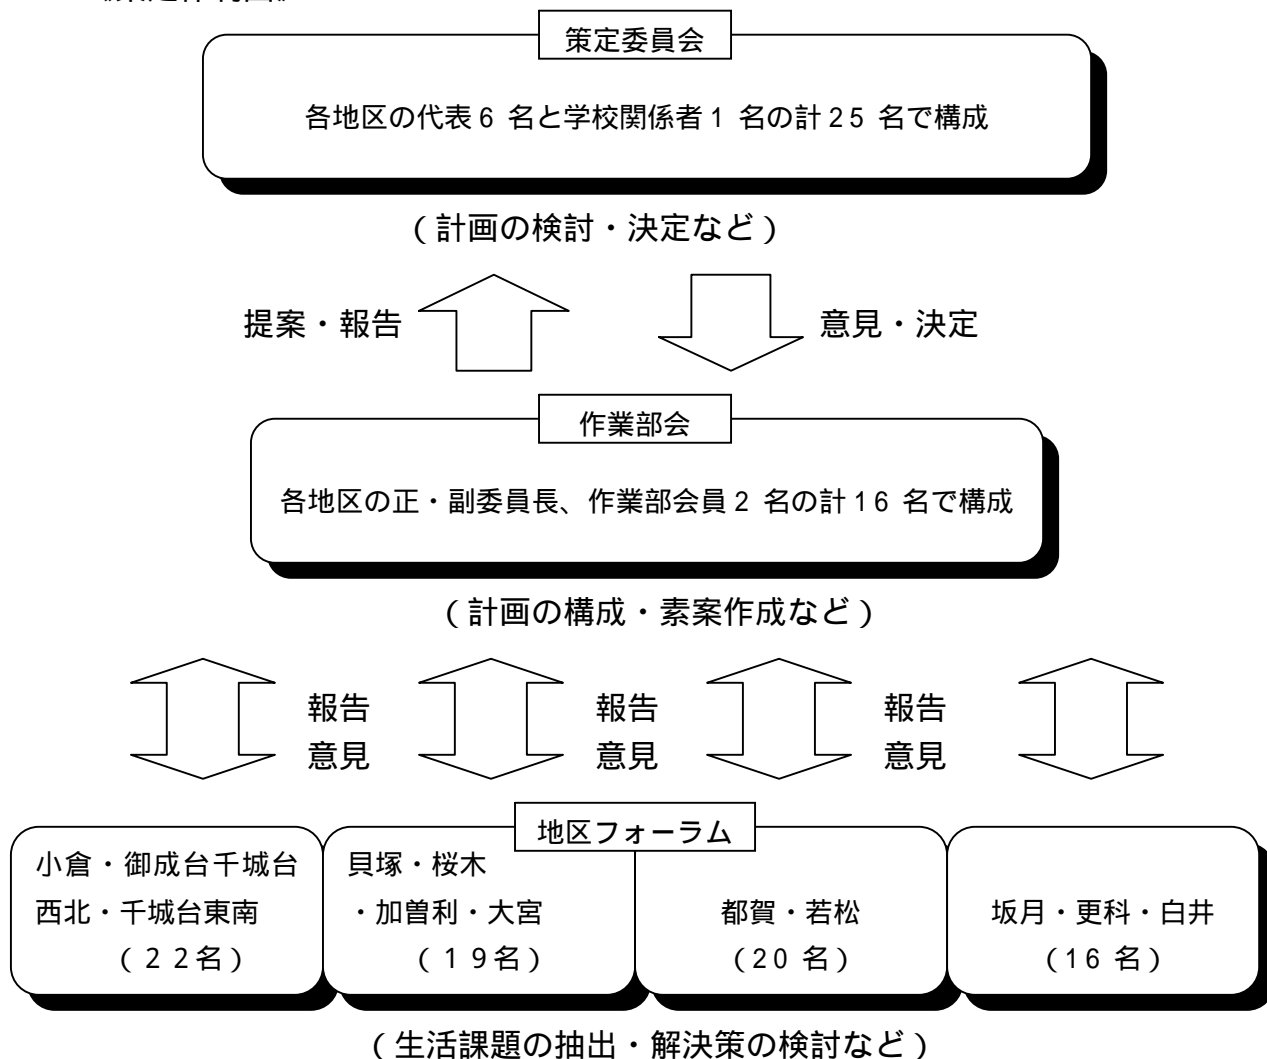 策定委員会
各地区の代表6名と学校関係者1名の計25名で構成
(計画の検討・決定など)
提案・報告
意見・決定
作業部会
各地区の正・副委員長、作業部会員2名の計16名で構成
(計画の構成・素案作成など)
報告
意見
報告
意見
報告
意見
地区フォーラム
小倉・御成台千城台
西北・千城台東南
(22名)
貝塚・桜木
・加曽利・大宮
(19名)
都賀・若松
(20名)
坂月・更科・白井
(16名)
(生活課題の抽出・解決策の検討など)